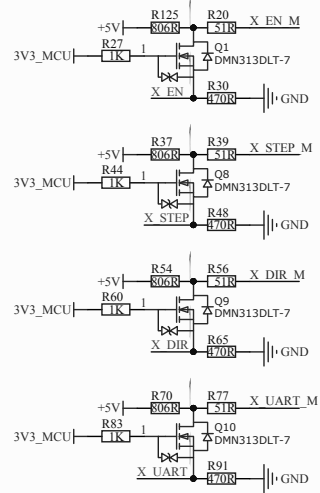 R125 R20 X_EN_M
+5V 806R 51R
R27 1 Q1
3V3_MCU 1K DMN313DLT-7
R30
X_EN 470R GND
R37 R39 X_STEP_M
+5V 806R 51R
R44 1 Q8
3V3_MCU 1K DMN313DLT-7
R48
X_STEP 470R GND
R54 R56 X_DIR_M
+5V 806R 51R
R60 1 Q9
3V3_MCU 1K DMN313DLT-7
R65
X_DIR 470R GND
R70 R77 X_UART_M
+5V 806R 51R
R83 1 Q10
3V3_MCU 1K DMN313DLT-7
R91
X_UART 470R GND